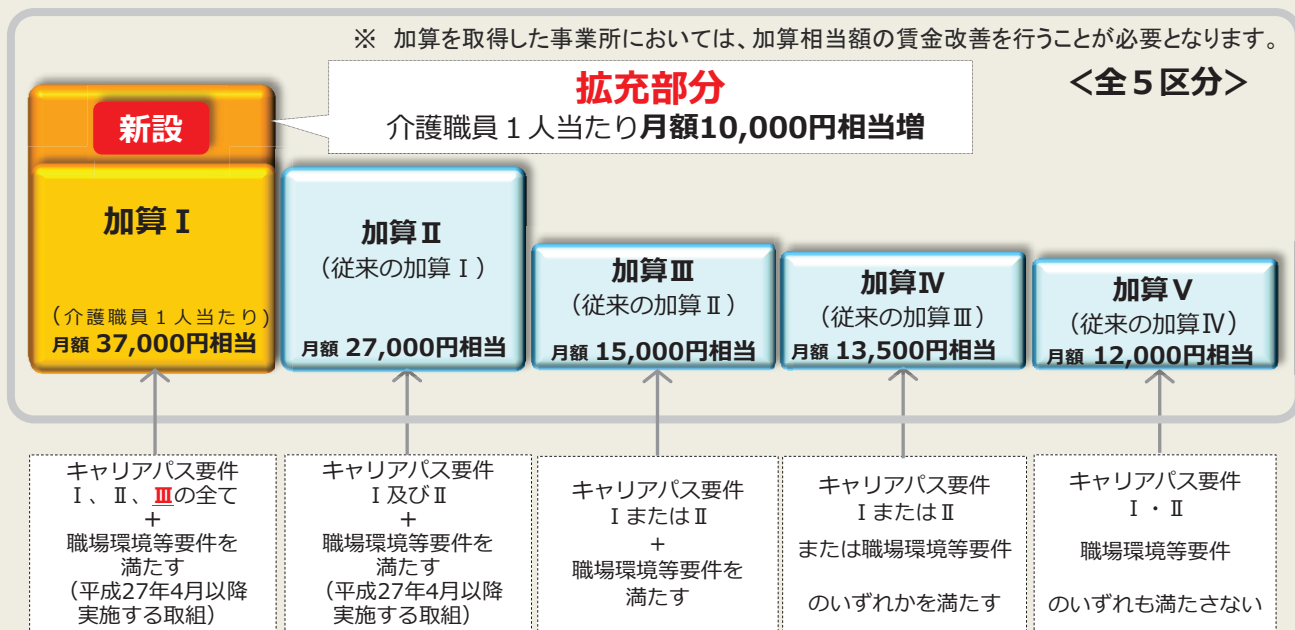 ※ 加算を取得した事業所においては、加算相当額の賃金改善を行うことが必要となります。
＜全５区分＞
拡充部分
介護職員１人当たり月額10,000円相当増
新設
加算Ⅰ
（介護職員１人当たり）
月額 37,000円相当
加算Ⅱ
（従来の加算Ⅰ）
月額 27,000円相当
加算Ⅲ
（従来の加算Ⅱ）
月額 15,000円相当
加算Ⅳ
（従来の加算Ⅲ）
月額 13,500円相当
加算Ⅴ
（従来の加算Ⅳ）
月額 12,000円相当
キャリアパス要件
Ⅰ、Ⅱ、Ⅲの全て
＋
職場環境等要件を
満たす
（平成27年4月以降
実施する取組）
キャリアパス要件
Ⅰ及びⅡ
＋
職場環境等要件を
満たす
（平成27年4月以降
実施する取組）
キャリアパス要件
ⅠまたはⅡ
＋
職場環境等要件を
満たす
キャリアパス要件
ⅠまたはⅡ
または職場環境等要件
のいずれかを満たす
キャリアパス要件
Ⅰ・Ⅱ
職場環境等要件
のいずれも満たさない